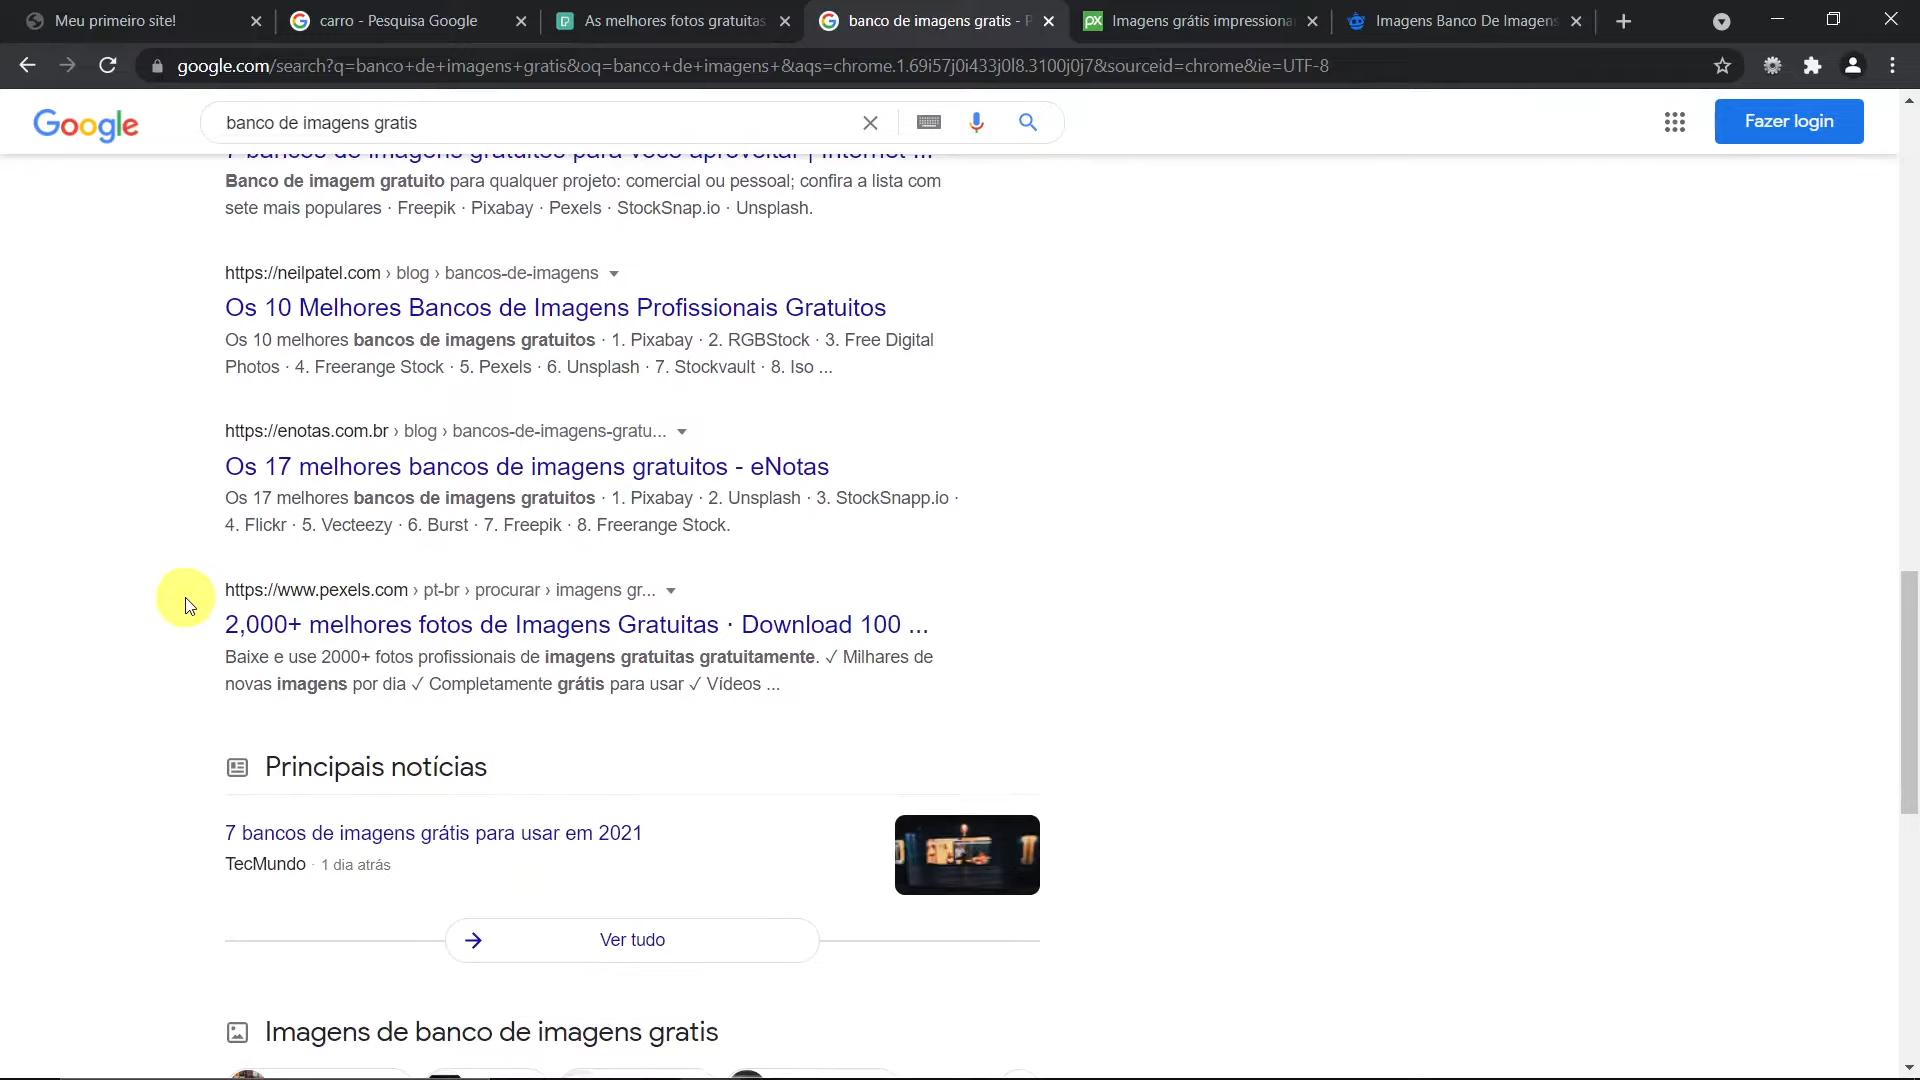 Meu primeiro site!
carro - Pesquisa Google
As melhores fotos gratuitas
banco de imagens gratis - P
Imagens grátis impressiona
Imagens Banco De Imagens
google.com/search?q=banco+de+imagens+gratis&oq=banco+de+imagens+&aqs=chrome.1.69i57j0i433j0l8.3100j0j7&sourceid=chrome&ie=UTF-8
Google
banco de imagens gratis
Fazer login
7 bancos de imagens gratuitos para você aproveitar | Internet ...
Banco de imagem gratuito para qualquer projeto: comercial ou pessoal; confira a lista com
sete mais populares · Freepik · Pixabay · Pexels · StockSnap.io · Unsplash.
https://neilpatel.com › blog › bancos-de-imagens
Os 10 Melhores Bancos de Imagens Profissionais Gratuitos
Os 10 melhores bancos de imagens gratuitos · 1. Pixabay · 2. RGBStock · 3. Free Digital
Photos · 4. Freerange Stock · 5. Pexels · 6. Unsplash · 7. Stockvault · 8. Iso ...
https://enotas.com.br › blog › bancos-de-imagens-gratu...
Os 17 melhores bancos de imagens gratuitos - eNotas
Os 17 melhores bancos de imagens gratuitos · 1. Pixabay · 2. Unsplash · 3. StockSnapp.io ·
4. Flickr · 5. Vecteezy · 6. Burst · 7. Freepik · 8. Freerange Stock.
https://www.pexels.com › pt-br › procurar › imagens gr...
2,000+ melhores fotos de Imagens Gratuitas · Download 100 ...
Baixe e use 2000+ fotos profissionais de imagens gratuitas gratuitamente. ✓ Milhares de
novas imagens por dia ✓ Completamente grátis para usar ✓ Vídeos ...
Principais notícias
7 bancos de imagens grátis para usar em 2021
TecMundo · 1 dia atrás
Ver tudo
Imagens de banco de imagens gratis